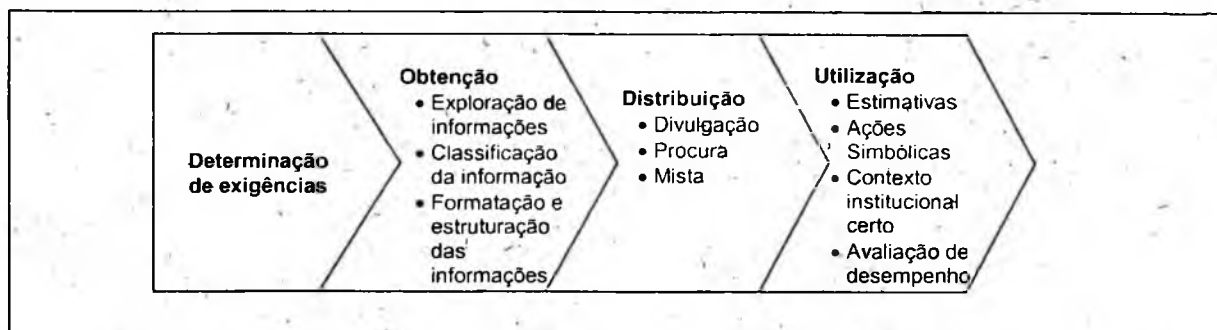 Determinação
de exigências
Obtenção
• Exploração de
informações
• Classificação
da informação
• Formatação e
estruturação
das
informações
Distribuição
• Divulgação
• Procura
• Mista
Utilização
• Estimativas
• Ações
Simbólicas
• Contexto
institucional
certo
• Avaliação de
desempenho